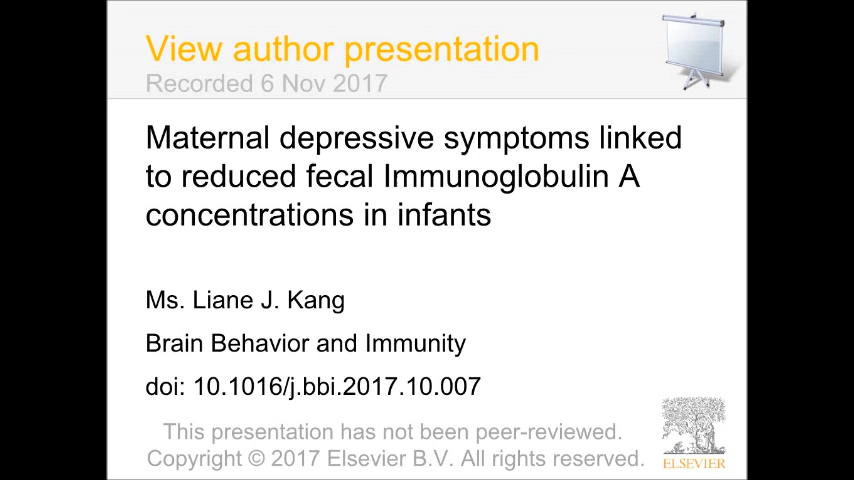 View author presentation
Recorded 6 Nov 2017
Maternal depressive symptoms linked
to reduced fecal Immunoglobulin A
concentrations in infants
Ms. Liane J. Kang
Brain Behavior and Immunity
doi: 10.1016/j.bbi.2017.10.007
This presentation has not been peer-reviewed.
Copyright © 2017 Elsevier B.V. All rights reserved.
ELSEVIER